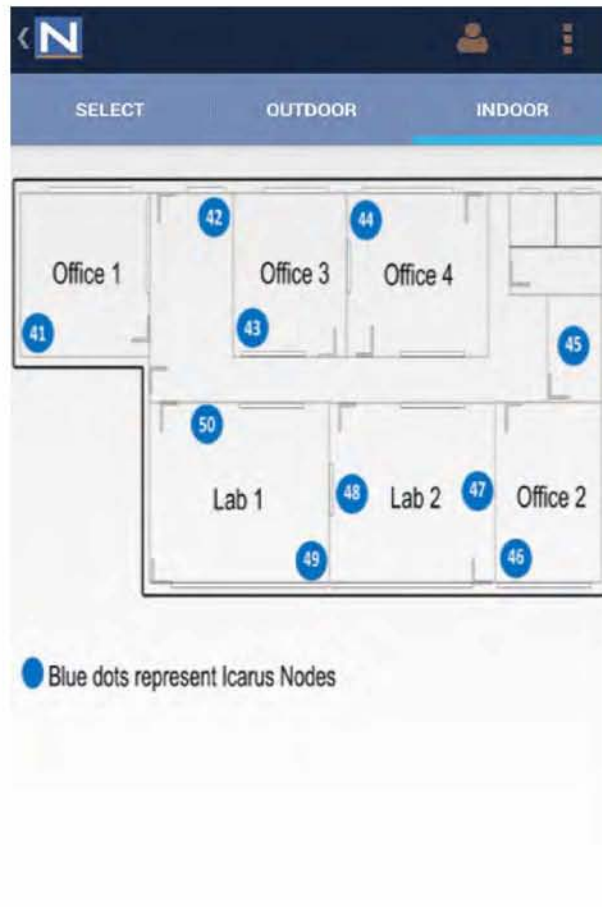 N
SELECT OUTDOOR INDOOR
42 44
Office 1 Office 3 Office 4
41 43 45
50
Lab 1 48 Lab 2 47 Office 2
49 46
Blue dots represent Icarus Nodes